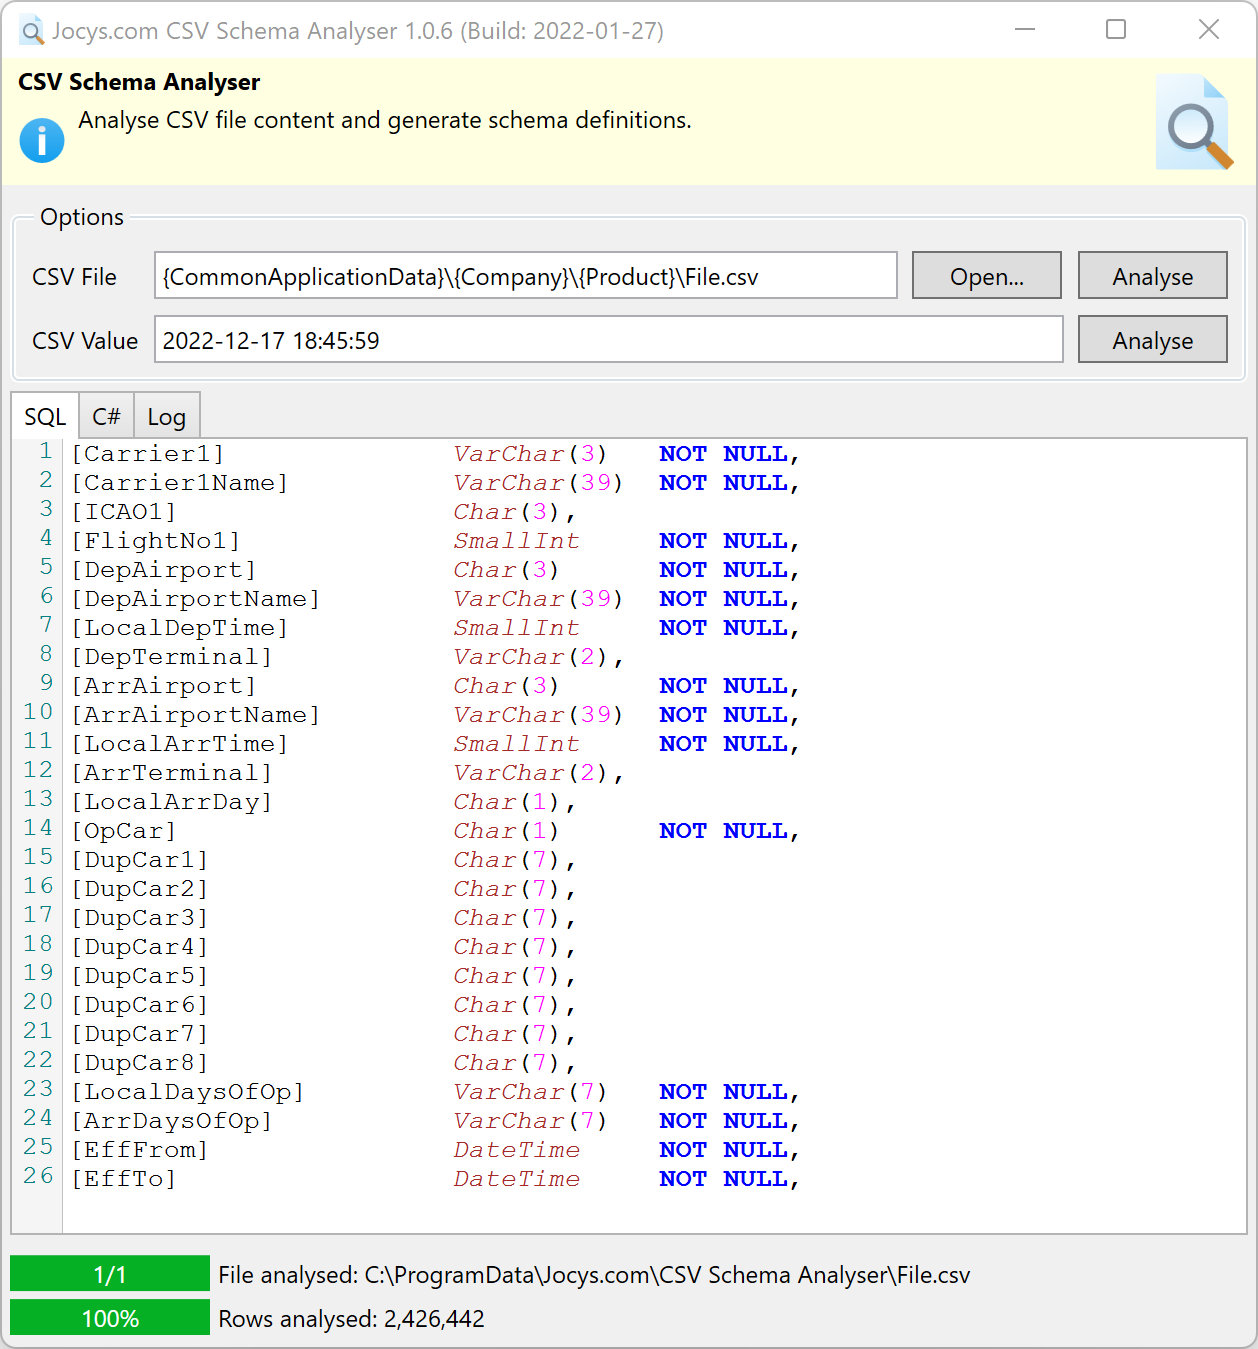 Jocys.com CSV Schema Analyser 1.0.6 (Build: 2022-01-27)
CSV Schema Analyser
Analyse CSV file content and generate schema definitions.
Options
CSV File {CommonApplicationData}\{Company}\{Product}\File.csv Open... Analyse
CSV Value 2022-12-17 18:45:59 Analyse
SQL C# Log
1 [Carrier1] VarChar(3) NOT NULL,
2 [Carrier1Name] VarChar(39) NOT NULL,
3 [ICAO1] Char(3),
4 [FlightNo1] SmallInt NOT NULL,
5 [DepAirport] Char(3) NOT NULL,
6 [DepAirportName] VarChar(39) NOT NULL,
7 [LocalDepTime] SmallInt NOT NULL,
8 [DepTerminal] VarChar(2),
9 [ArrAirport] Char(3) NOT NULL,
10 [ArrAirportName] VarChar(39) NOT NULL,
11 [LocalArrTime] SmallInt NOT NULL,
12 [ArrTerminal] VarChar(2),
13 [LocalArrDay] Char(1),
14 [OpCar] Char(1) NOT NULL,
15 [DupCar1] Char(7),
16 [DupCar2] Char(7),
17 [DupCar3] Char(7),
18 [DupCar4] Char(7),
19 [DupCar5] Char(7),
20 [DupCar6] Char(7),
21 [DupCar7] Char(7),
22 [DupCar8] Char(7),
23 [LocalDaysOfOp] VarChar(7) NOT NULL,
24 [ArrDaysOfOp] VarChar(7) NOT NULL,
25 [EffFrom] DateTime NOT NULL,
26 [EffTo] DateTime NOT NULL,
1/1 File analysed: C:\ProgramData\Jocys.com\CSV Schema Analyser\File.csv
100% Rows analysed: 2,426,442